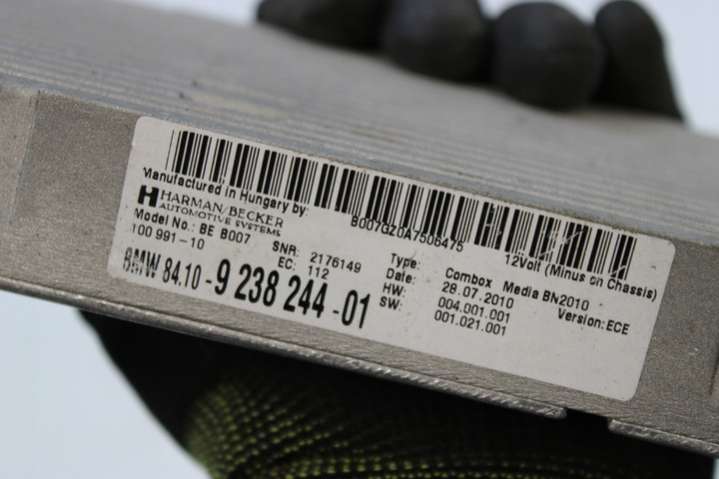 B007GZ0A7506475
12Volt (Minus on Chassis)
Manufactured in Hungary by:
HARMAN/BECKER
AUTOMOTIVE SYSTEMS
Model No.: BE B007
100 991-10
SNR: 2176149
EC: 112
Type: Combox Media BN2010
Date: 28.07.2010 Version: ECE
HW: 004.001.001
SW: 001.021.001
BMW 84.10-9 238 244-01